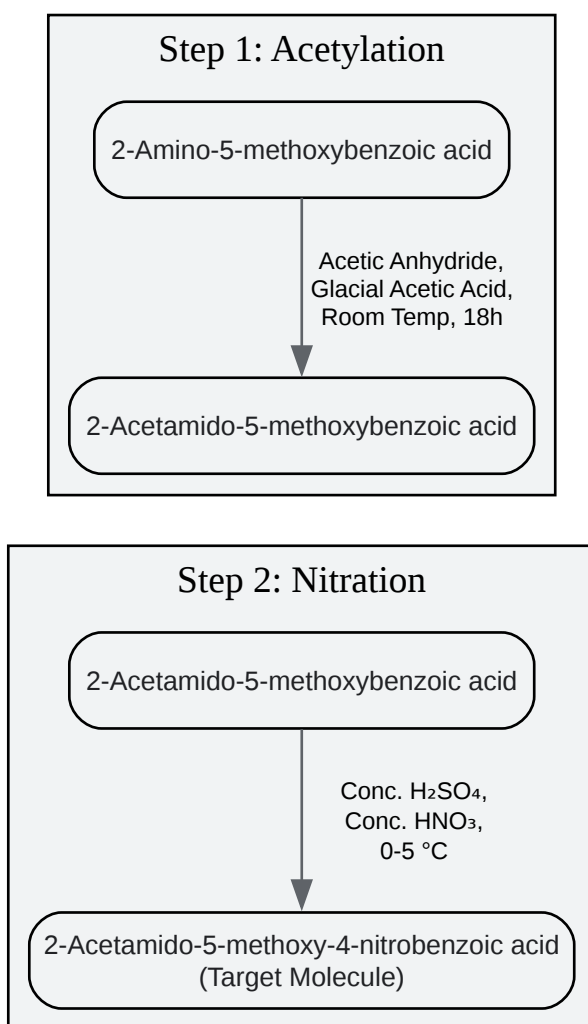 Step 1: Acetylation
2-Amino-5-methoxybenzoic acid
Acetic Anhydride,
Glacial Acetic Acid,
Room Temp, 18h
2-Acetamido-5-methoxybenzoic acid
Step 2: Nitration
2-Acetamido-5-methoxybenzoic acid
Conc. H₂SO₄,
Conc. HNO₃,
0-5 °C
2-Acetamido-5-methoxy-4-nitrobenzoic acid
(Target Molecule)